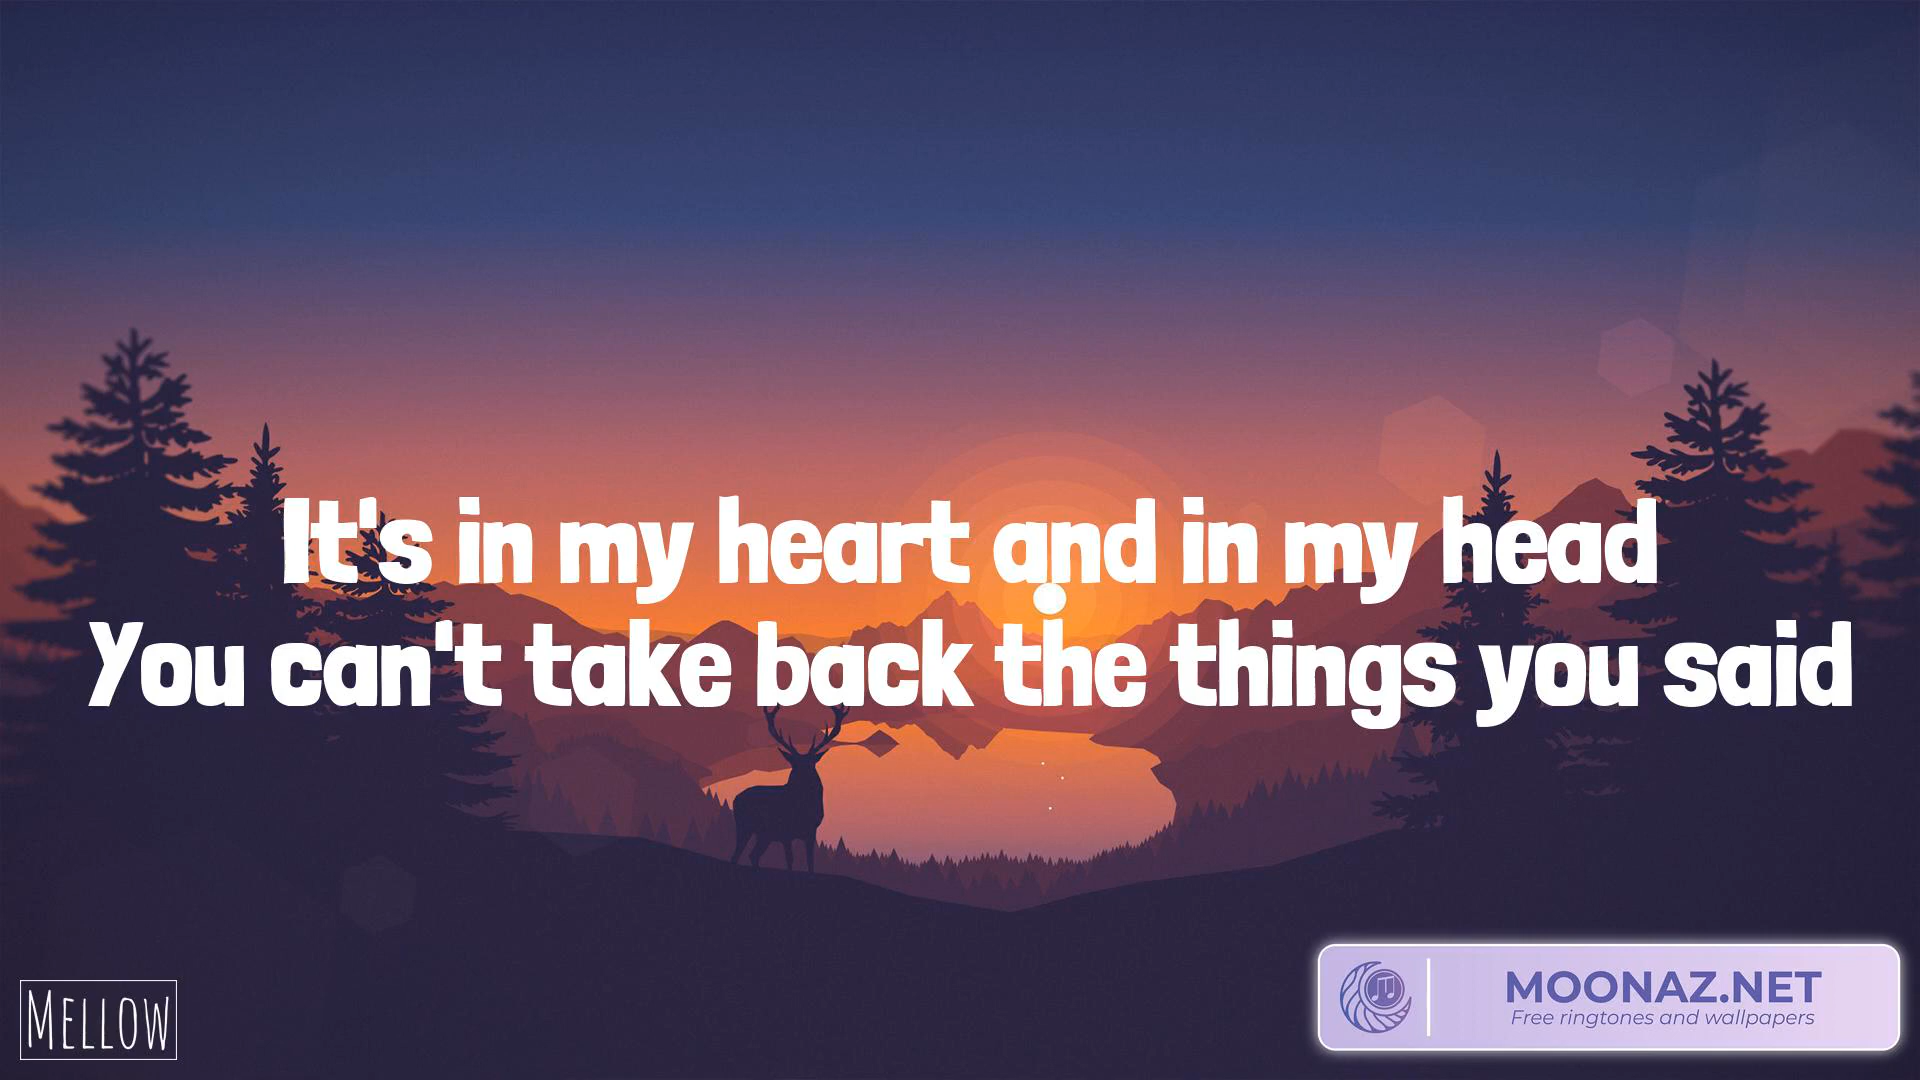 It's in my heart and in my head
You can't take back the things you said
MELLOW
MOONAZ.NET
Free ringtones and wallpapers